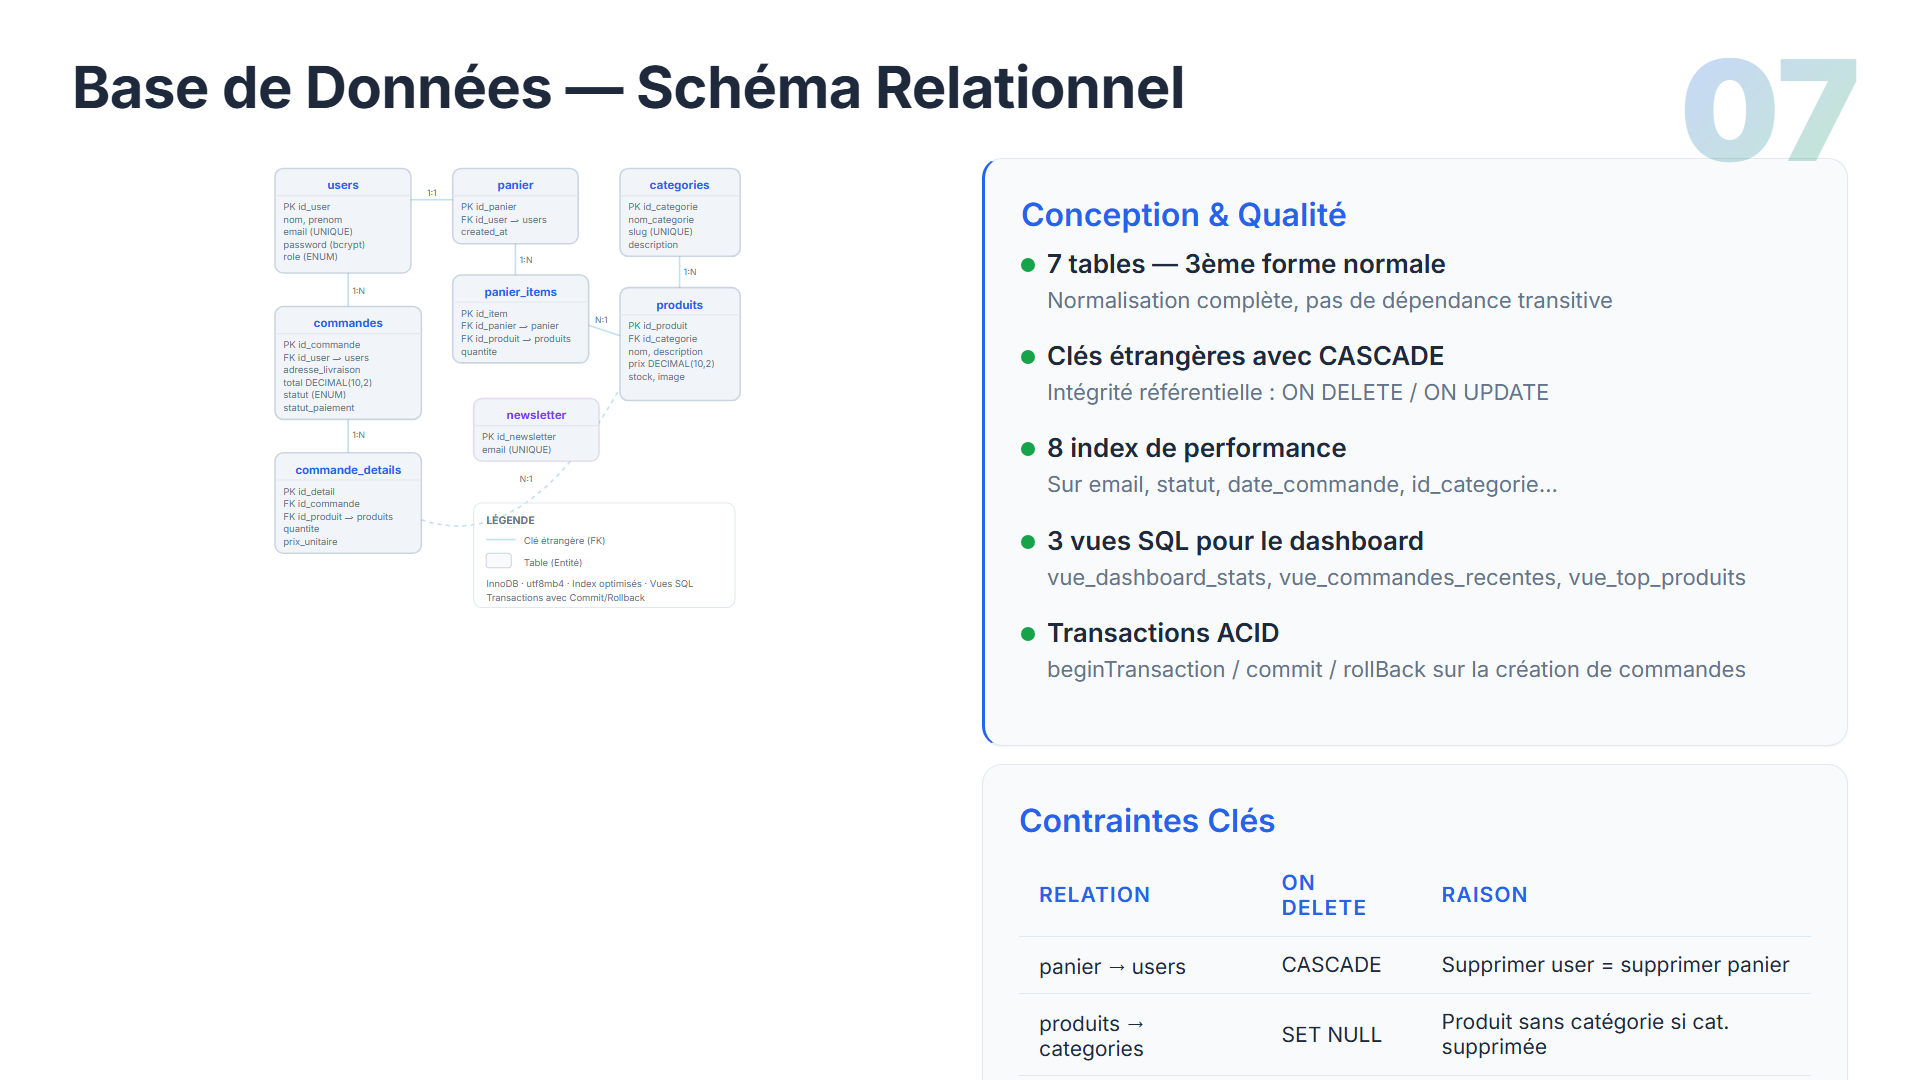 Base de Données — Schéma Relationnel
07
users
PK id_user
nom, prenom
email (UNIQUE)
password (bcrypt)
role (ENUM)
1:1
panier
PK id_panier
FK id_user → users
created_at
categories
PK id_categorie
nom_categorie
slug (UNIQUE)
description
1:N
1:N
1:N
panier_items
PK id_item
FK id_panier → panier
FK id_produit → produits
quantite
N:1
produits
PK id_produit
FK id_categorie
nom, description
prix DECIMAL(10,2)
stock, image
commandes
PK id_commande
FK id_user → users
adresse_livraison
total DECIMAL(10,2)
statut (ENUM)
statut_paiement
1:N
newsletter
PK id_newsletter
email (UNIQUE)
N:1
commande_details
PK id_detail
FK id_commande
FK id_produit → produits
quantite
prix_unitaire
LÉGENDE
Clé étrangère (FK)
Table (Entité)
InnoDB · utf8mb4 · Index optimisés · Vues SQL
Transactions avec Commit/Rollback
Conception & Qualité
7 tables — 3ème forme normale
Normalisation complète, pas de dépendance transitive
Clés étrangères avec CASCADE
Intégrité référentielle : ON DELETE / ON UPDATE
8 index de performance
Sur email, statut, date_commande, id_categorie...
3 vues SQL pour le dashboard
vue_dashboard_stats, vue_commandes_recentes, vue_top_produits
Transactions ACID
beginTransaction / commit / rollBack sur la création de commandes
Contraintes Clés
RELATION
ON
DELETE
RAISON
panier → users
CASCADE
Supprimer user = supprimer panier
produits →
categories
SET NULL
Produit sans catégorie si cat.
supprimée